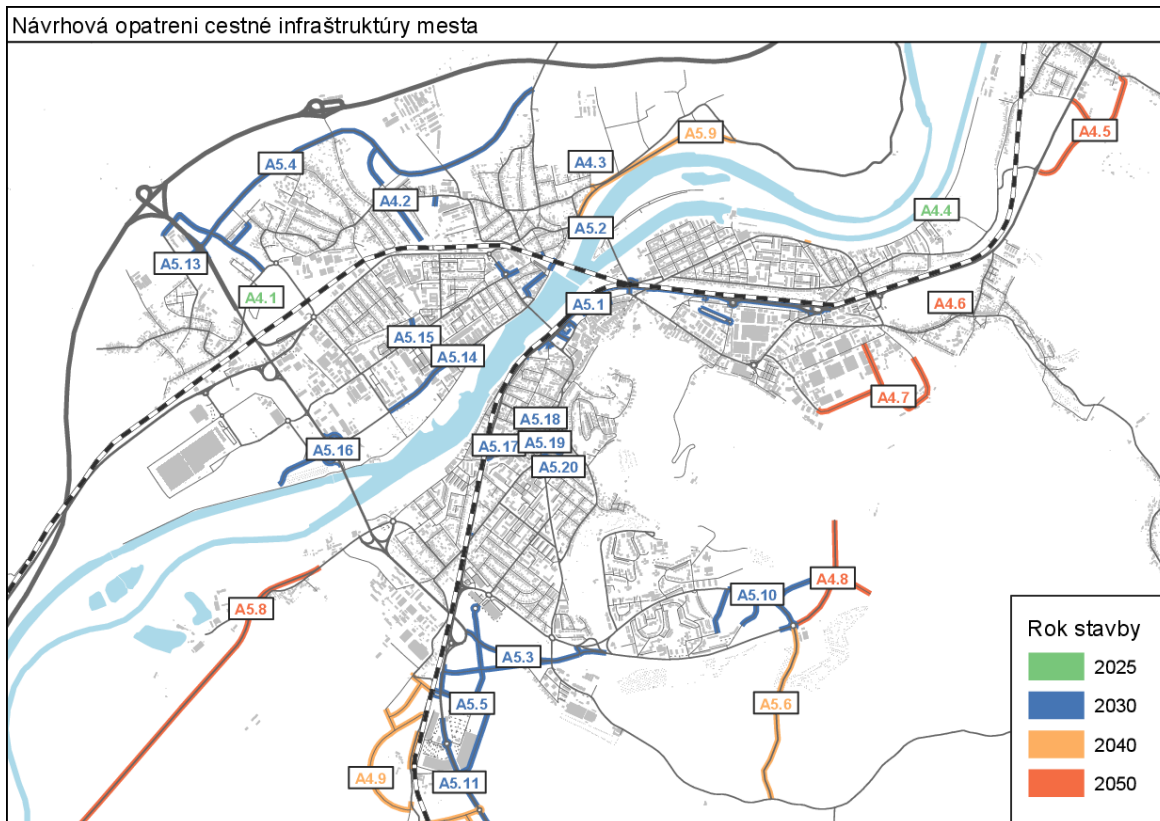 Návrhová opatreni cestné infraštruktúry mesta
A5.9
A4.5
A5.4
A4.3
A4.2
A4.4
A5.2
A5.13
A4.1
A5.1
A4.6
A5.15
A5.14
A4.7
A5.18
A5.16
A5.17
A5.19
A5.20
A4.8
A5.10
A5.8
A5.3
A5.5
A5.6
A4.9
A5.11
Rok stavby
2025
2030
2040
2050